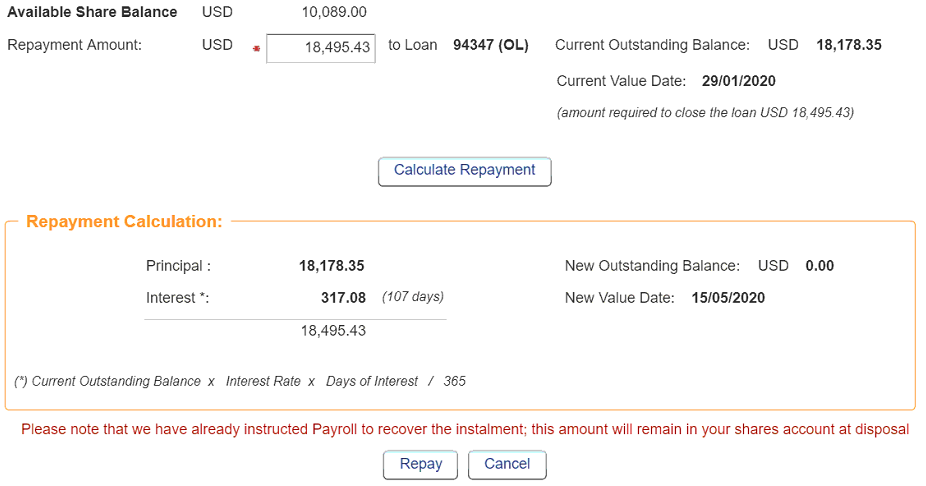 Available Share Balance USD 10,089.00
Repayment Amount: USD * 18,495.43 to Loan 94347 (OL) Current Outstanding Balance: USD 18,178.35
Current Value Date: 29/01/2020
(amount required to close the loan USD 18,495.43)
Calculate Repayment
Repayment Calculation:
Principal : 18,178.35 New Outstanding Balance: USD 0.00
Interest *: 317.08 (107 days) New Value Date: 15/05/2020
18,495.43
(*) Current Outstanding Balance x Interest Rate x Days of Interest / 365
Please note that we have already instructed Payroll to recover the instalment; this amount will remain in your shares account at disposal
Repay Cancel